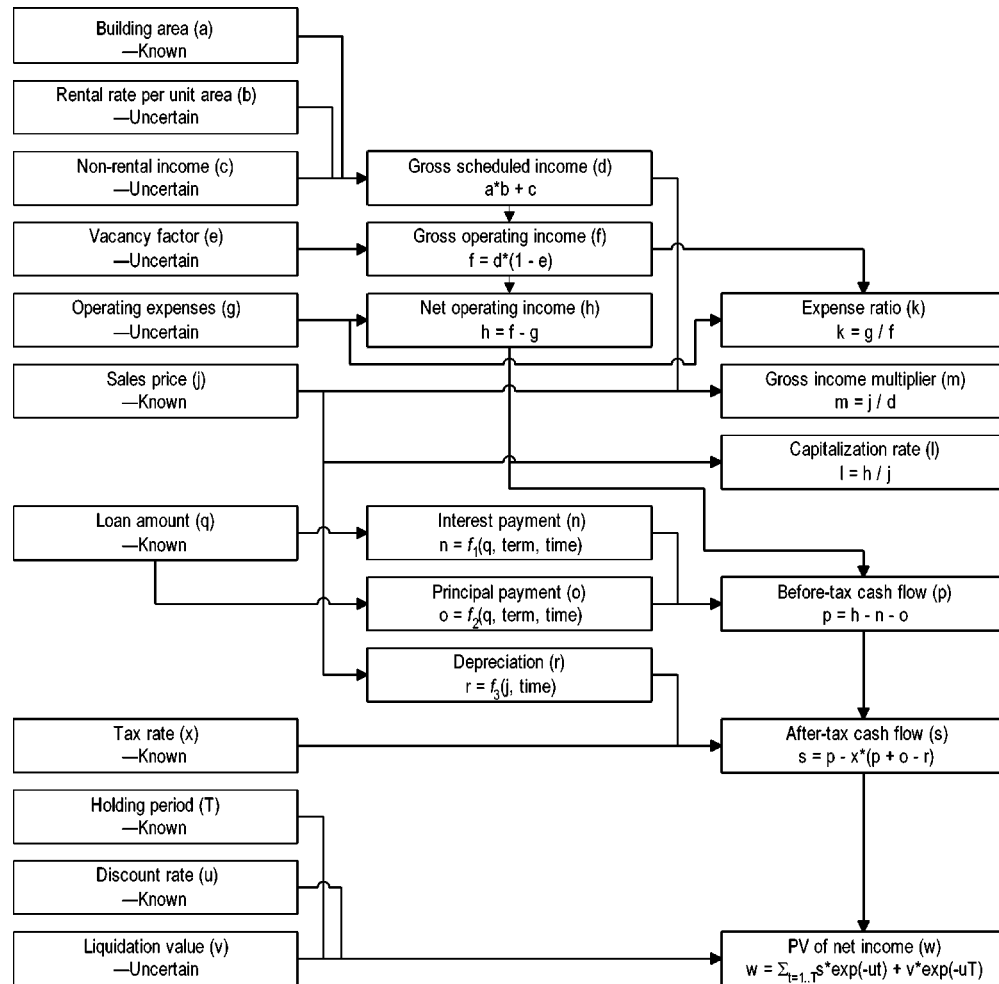 Building area (a)
—Known
Rental rate per unit area (b)
—Uncertain
Non-rental income (c)
—Uncertain
Gross scheduled income (d)
a*b + c
Vacancy factor (e)
—Uncertain
Gross operating income (f)
f = d*(1 - e)
Operating expenses (g)
—Uncertain
Net operating income (h)
h = f - g
Expense ratio (k)
k = g / f
Sales price (j)
—Known
Gross income multiplier (m)
m = j / d
Capitalization rate (l)
l = h / j
Loan amount (q)
—Known
Interest payment (n)
n = f₁(q, term, time)
Principal payment (o)
o = f₂(q, term, time)
Before-tax cash flow (p)
p = h - n - o
Depreciation (r)
r = f₃(j, time)
Tax rate (x)
—Known
After-tax cash flow (s)
s = p - x*(p + o - r)
Holding period (T)
—Known
Discount rate (u)
—Known
Liquidation value (v)
—Uncertain
PV of net income (w)
w = Σt=1..T s*exp(-ut) + v*exp(-uT)